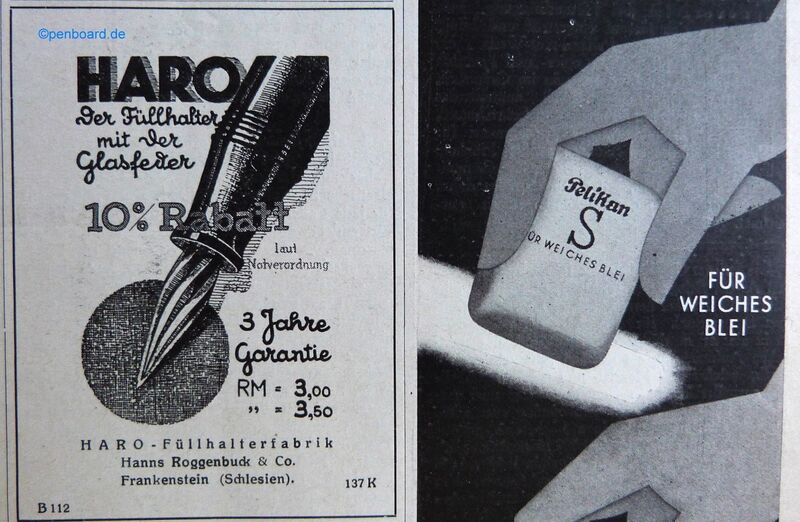 ©penboard.de
HARO
Der Füllhalter
mit der
Glasfeder
10% Rabatt
laut
Notverordnung
3 Jahre
Garantie
RM = 3,00
" = 3,50
HARO-Füllhalterfabrik
Hanns Roggenbuck & Co.
Frankenstein (Schlesien).
137 K
B 112
Pelikan
S
FÜR WEICHES BLEI
FÜR
WEICHES
BLEI